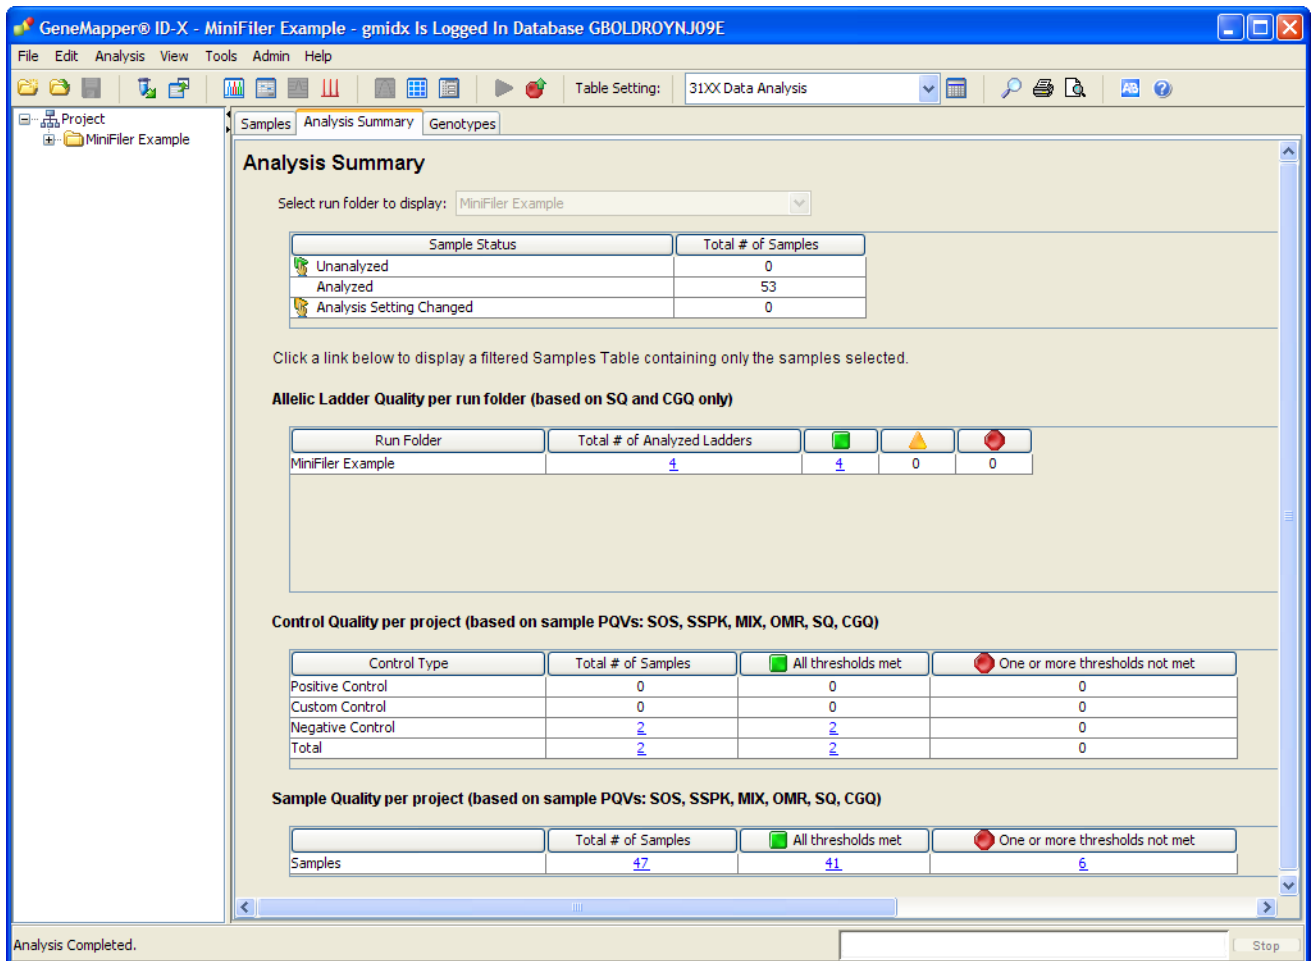 GeneMapper® ID-X - MiniFiler Example - gmidx Is Logged In Database GBOLDROYNJ09E
File Edit Analysis View Tools Admin Help
Table Setting: 31XX Data Analysis AB ?
Project
MiniFiler Example
Samples Analysis Summary Genotypes
Analysis Summary
Select run folder to display: MiniFiler Example
Sample Status Total # of Samples
Unanalyzed 0
Analyzed 53
Analysis Setting Changed 0
Click a link below to display a filtered Samples Table containing only the samples selected.
Allelic Ladder Quality per run folder (based on SQ and CGQ only)
Run Folder Total # of Analyzed Ladders
MiniFiler Example 4 4 0 0
Control Quality per project (based on sample PQVs: SOS, SSPK, MIX, OMR, SQ, CGQ)
Control Type Total # of Samples All thresholds met One or more thresholds not met
Positive Control 0 0 0
Custom Control 0 0 0
Negative Control 2 2 0
Total 2 2 0
Sample Quality per project (based on sample PQVs: SOS, SSPK, MIX, OMR, SQ, CGQ)
Total # of Samples All thresholds met One or more thresholds not met
Samples 47 41 6
Analysis Completed. Stop